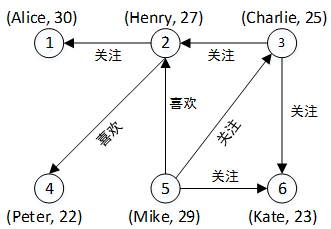 (Alice, 30) (Henry, 27) (Charlie, 25)
1 关注 2 关注 3
喜欢 喜欢 关注 关注
4 5 关注 6
(Peter, 22) (Mike, 29) (Kate, 23)